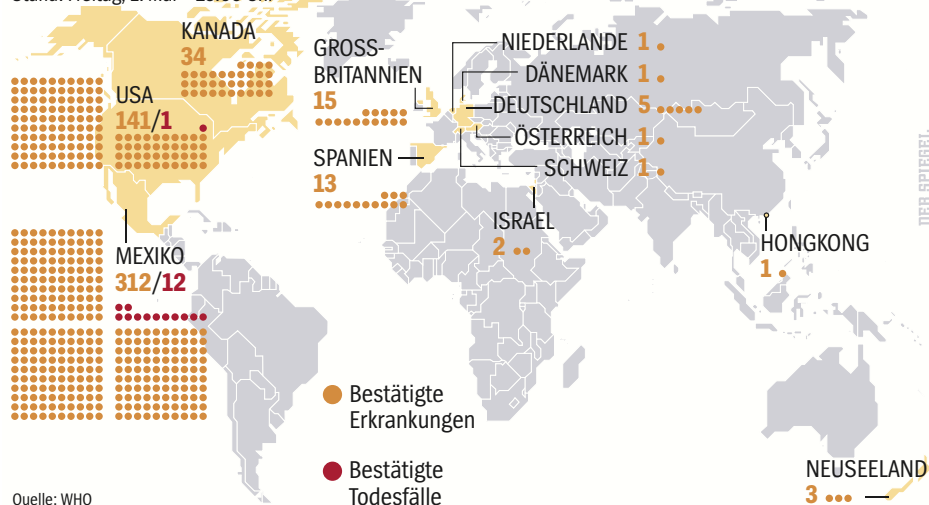 KANADA
34
USA
141/1
MEXIKO
312/12
GROSS-
BRITANNIEN
15
SPANIEN
13
NIEDERLANDE 1
DÄNEMARK 1
DEUTSCHLAND 5
ÖSTERREICH 1
SCHWEIZ 1
ISRAEL
2
HONGKONG
1
NEUSEELAND
3
Bestätigte
Erkrankungen
Bestätigte
Todesfälle
Quelle: WHO
DER SPIEGEL